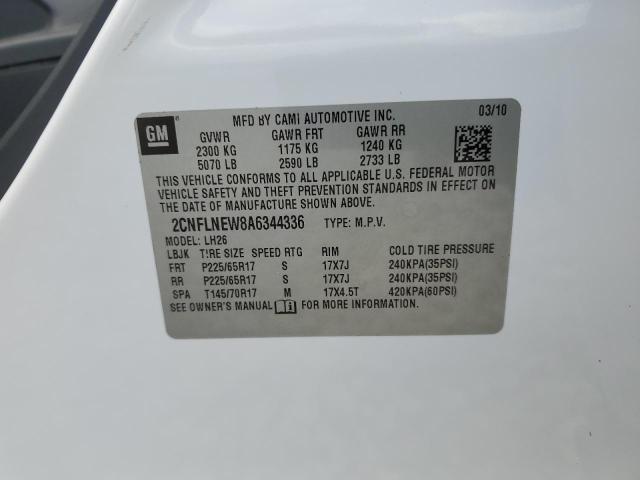 MFD BY CAMI AUTOMOTIVE INC. 03/10
GM
GVWR GAWR FRT GAWR RR
2300 KG 1175 KG 1240 KG
5070 LB 2590 LB 2733 LB
THIS VEHICLE CONFORMS TO ALL APPLICABLE U.S. FEDERAL MOTOR
VEHICLE SAFETY AND THEFT PREVENTION STANDARDS IN EFFECT ON
THE DATE OF MANUFACTURE SHOWN ABOVE.
2CNFLNEW8A6344336 TYPE: M.P.V.
MODEL: LH26
LBJK TIRE SIZE SPEED RTG RIM COLD TIRE PRESSURE
FRT P225/65R17 S 17X7J 240KPA(35PSI)
RR P225/65R17 S 17X7J 240KPA(35PSI)
SPA T145/70R17 M 17X4.5T 420KPA(60PSI)
SEE OWNER'S MANUAL FOR MORE INFORMATION.